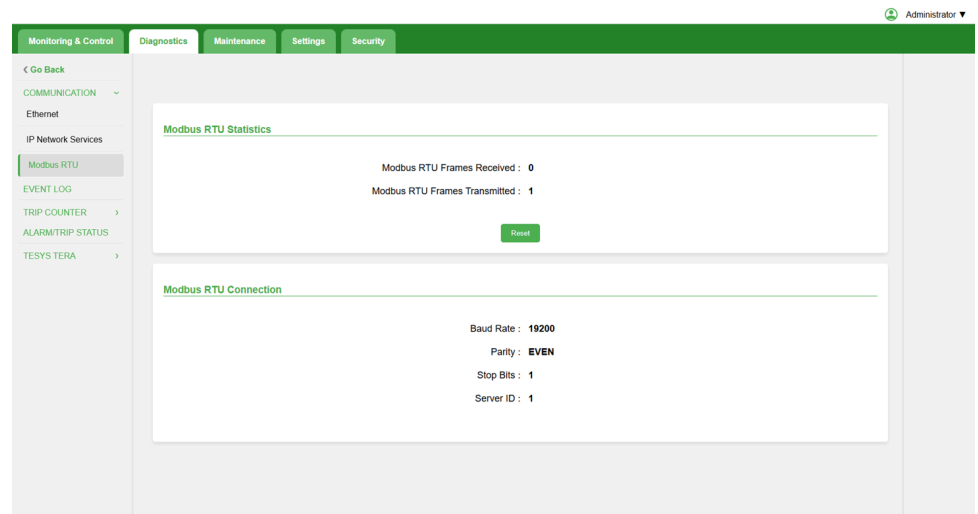 Administrator ▼
Monitoring & Control Diagnostics Maintenance Settings Security
Go Back
COMMUNICATION
Ethernet
IP Network Services
Modbus RTU
EVENT LOG
TRIP COUNTER
ALARM/TRIP STATUS
TESYS TERA
Modbus RTU Statistics
Modbus RTU Frames Received : 0
Modbus RTU Frames Transmitted : 1
Reset
Modbus RTU Connection
Baud Rate : 19200
Parity : EVEN
Stop Bits : 1
Server ID : 1